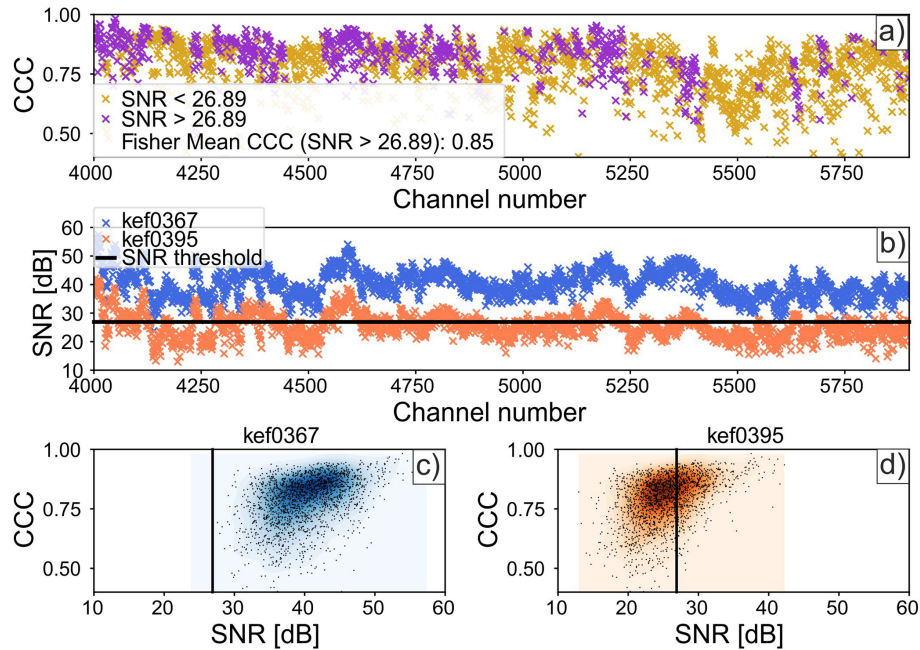 1.00
0.75
0.50
CCC
a)
SNR < 26.89
SNR > 26.89
Fisher Mean CCC (SNR > 26.89): 0.85
4000 4250 4500 4750 5000 5250 5500 5750
Channel number
60
50
40
30
20
10
SNR [dB]
kef0367
kef0395
SNR threshold
b)
4000 4250 4500 4750 5000 5250 5500 5750
Channel number
kef0367
1.00
0.75
0.50
CCC
c)
10 20 30 40 50 60
SNR [dB]
kef0395
1.00
0.75
0.50
CCC
d)
10 20 30 40 50 60
SNR [dB]